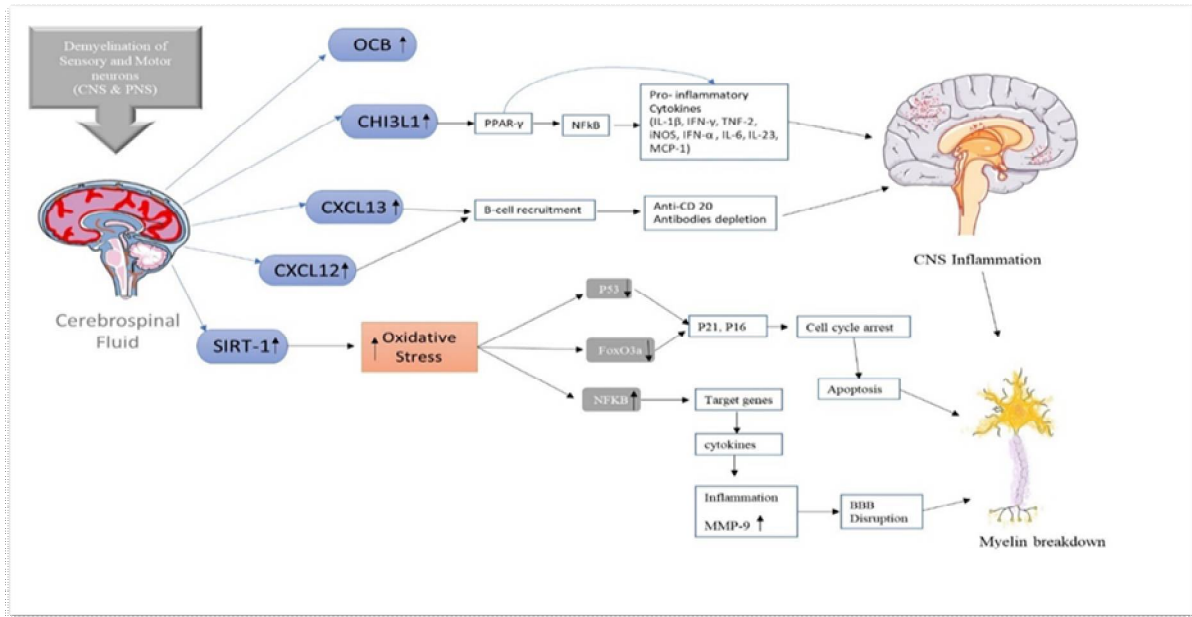 Demyelination of
Sensory and Motor
neurons
(CNS & PNS)
OCB ↑
CHI3L1↑
PPAR-γ
NFkB
Pro- inflammatory
Cytokines
(IL-1β, IFN-γ, TNF-2,
iNOS, IFN-α , IL-6, IL-23,
MCP-1)
CXCL13 ↑
B-cell recruitment
Anti-CD 20
Antibodies depletion
CXCL12↑
CNS Inflammation
Cerebrospinal
Fluid
SIRT-1↑
↑ Oxidative
Stress
P53↓
FoxO3a↓
NFKB↑
P21, P16
Cell cycle arrest
Apoptosis
Target genes
cytokines
Inflammation
MMP-9 ↑
BBB
Disruption
Myelin breakdown